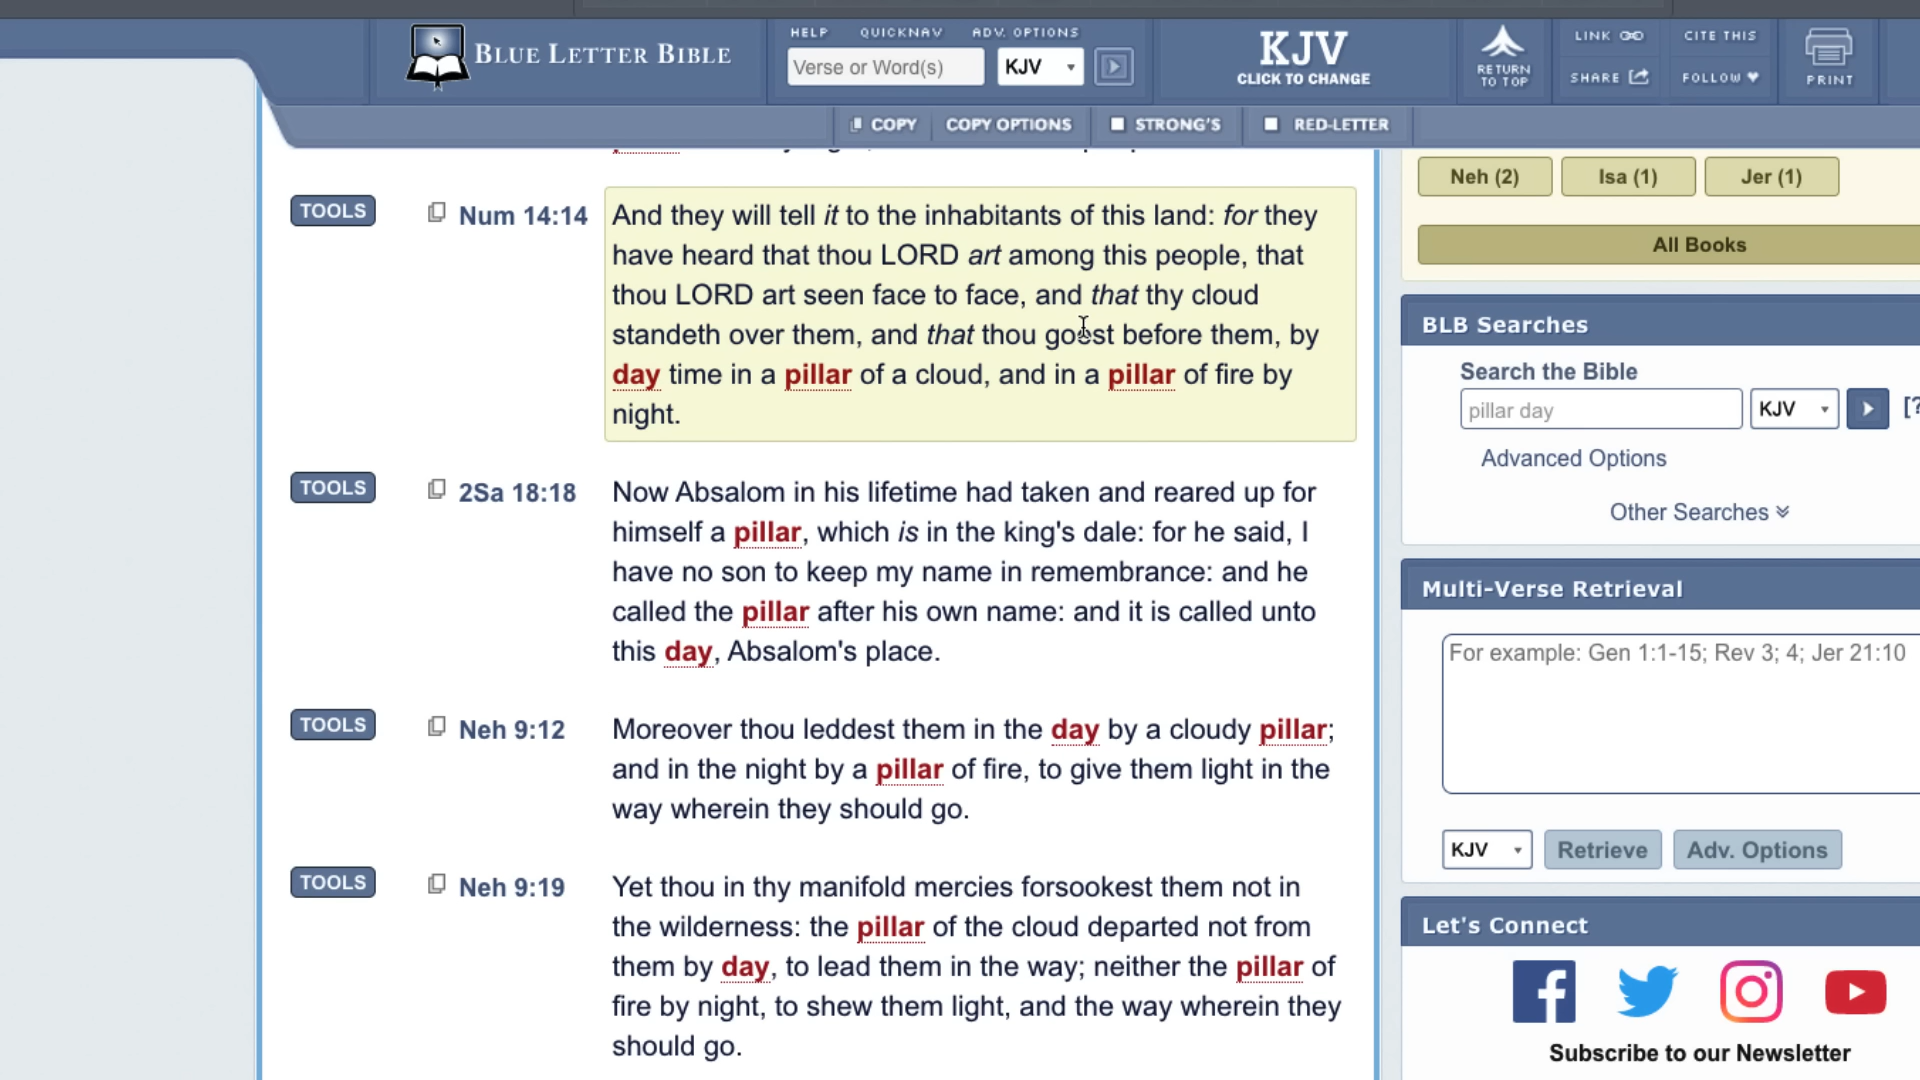 BLUE LETTER BIBLE
HELP QUICKNAV ADV. OPTIONS
Verse or Word(s) KJV
KJV
CLICK TO CHANGE
RETURN
TO TOP
LINK
SHARE
CITE THIS
FOLLOW
PRINT
COPY COPY OPTIONS STRONG'S RED-LETTER
TOOLS Num 14:14 And they will tell it to the inhabitants of this land: for they
have heard that thou LORD art among this people, that
thou LORD art seen face to face, and that thy cloud
standeth over them, and that thou goest before them, by
day time in a pillar of a cloud, and in a pillar of fire by
night.
TOOLS 2Sa 18:18 Now Absalom in his lifetime had taken and reared up for
himself a pillar, which is in the king's dale: for he said, I
have no son to keep my name in remembrance: and he
called the pillar after his own name: and it is called unto
this day, Absalom's place.
TOOLS Neh 9:12 Moreover thou leddest them in the day by a cloudy pillar;
and in the night by a pillar of fire, to give them light in the
way wherein they should go.
TOOLS Neh 9:19 Yet thou in thy manifold mercies forsookest them not in
the wilderness: the pillar of the cloud departed not from
them by day, to lead them in the way; neither the pillar of
fire by night, to shew them light, and the way wherein they
should go.
Neh (2) Isa (1) Jer (1)
All Books
BLB Searches
Search the Bible
pillar day KJV [?
Advanced Options
Other Searches
Multi-Verse Retrieval
For example: Gen 1:1-15; Rev 3; 4; Jer 21:10
KJV Retrieve Adv. Options
Let's Connect
Subscribe to our Newsletter